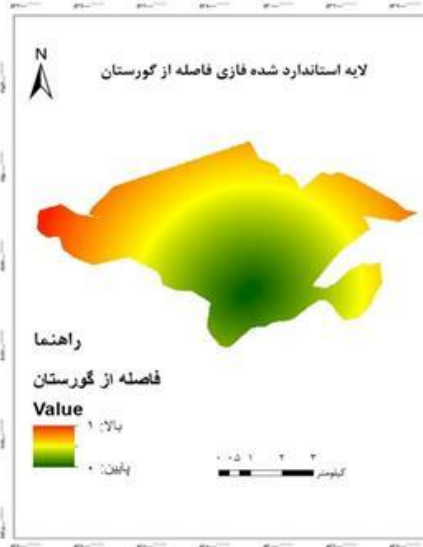 N
لایه استاندارد شده فازی فاصله از گورستان
راهنما
فاصله از گورستان
Value
بالا: ۱
پایین: ۰
۰ ۰.۵ ۱ ۲ ۳
کیلومتر